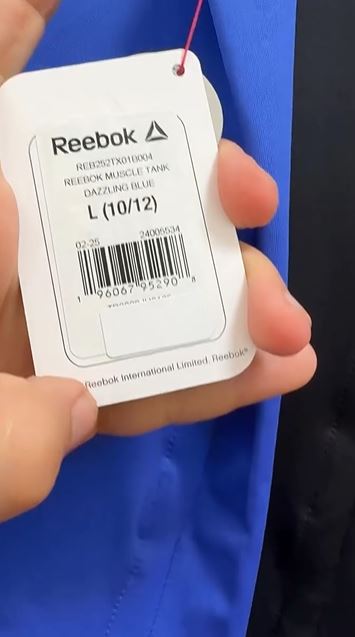 Reebok
REB252TX01B004
REEBOK MUSCLE TANK
DAZZLING BLUE
L (10/12)
02-25 24005534
1 96067 95290 8
Reebok International Limited. Reebok®